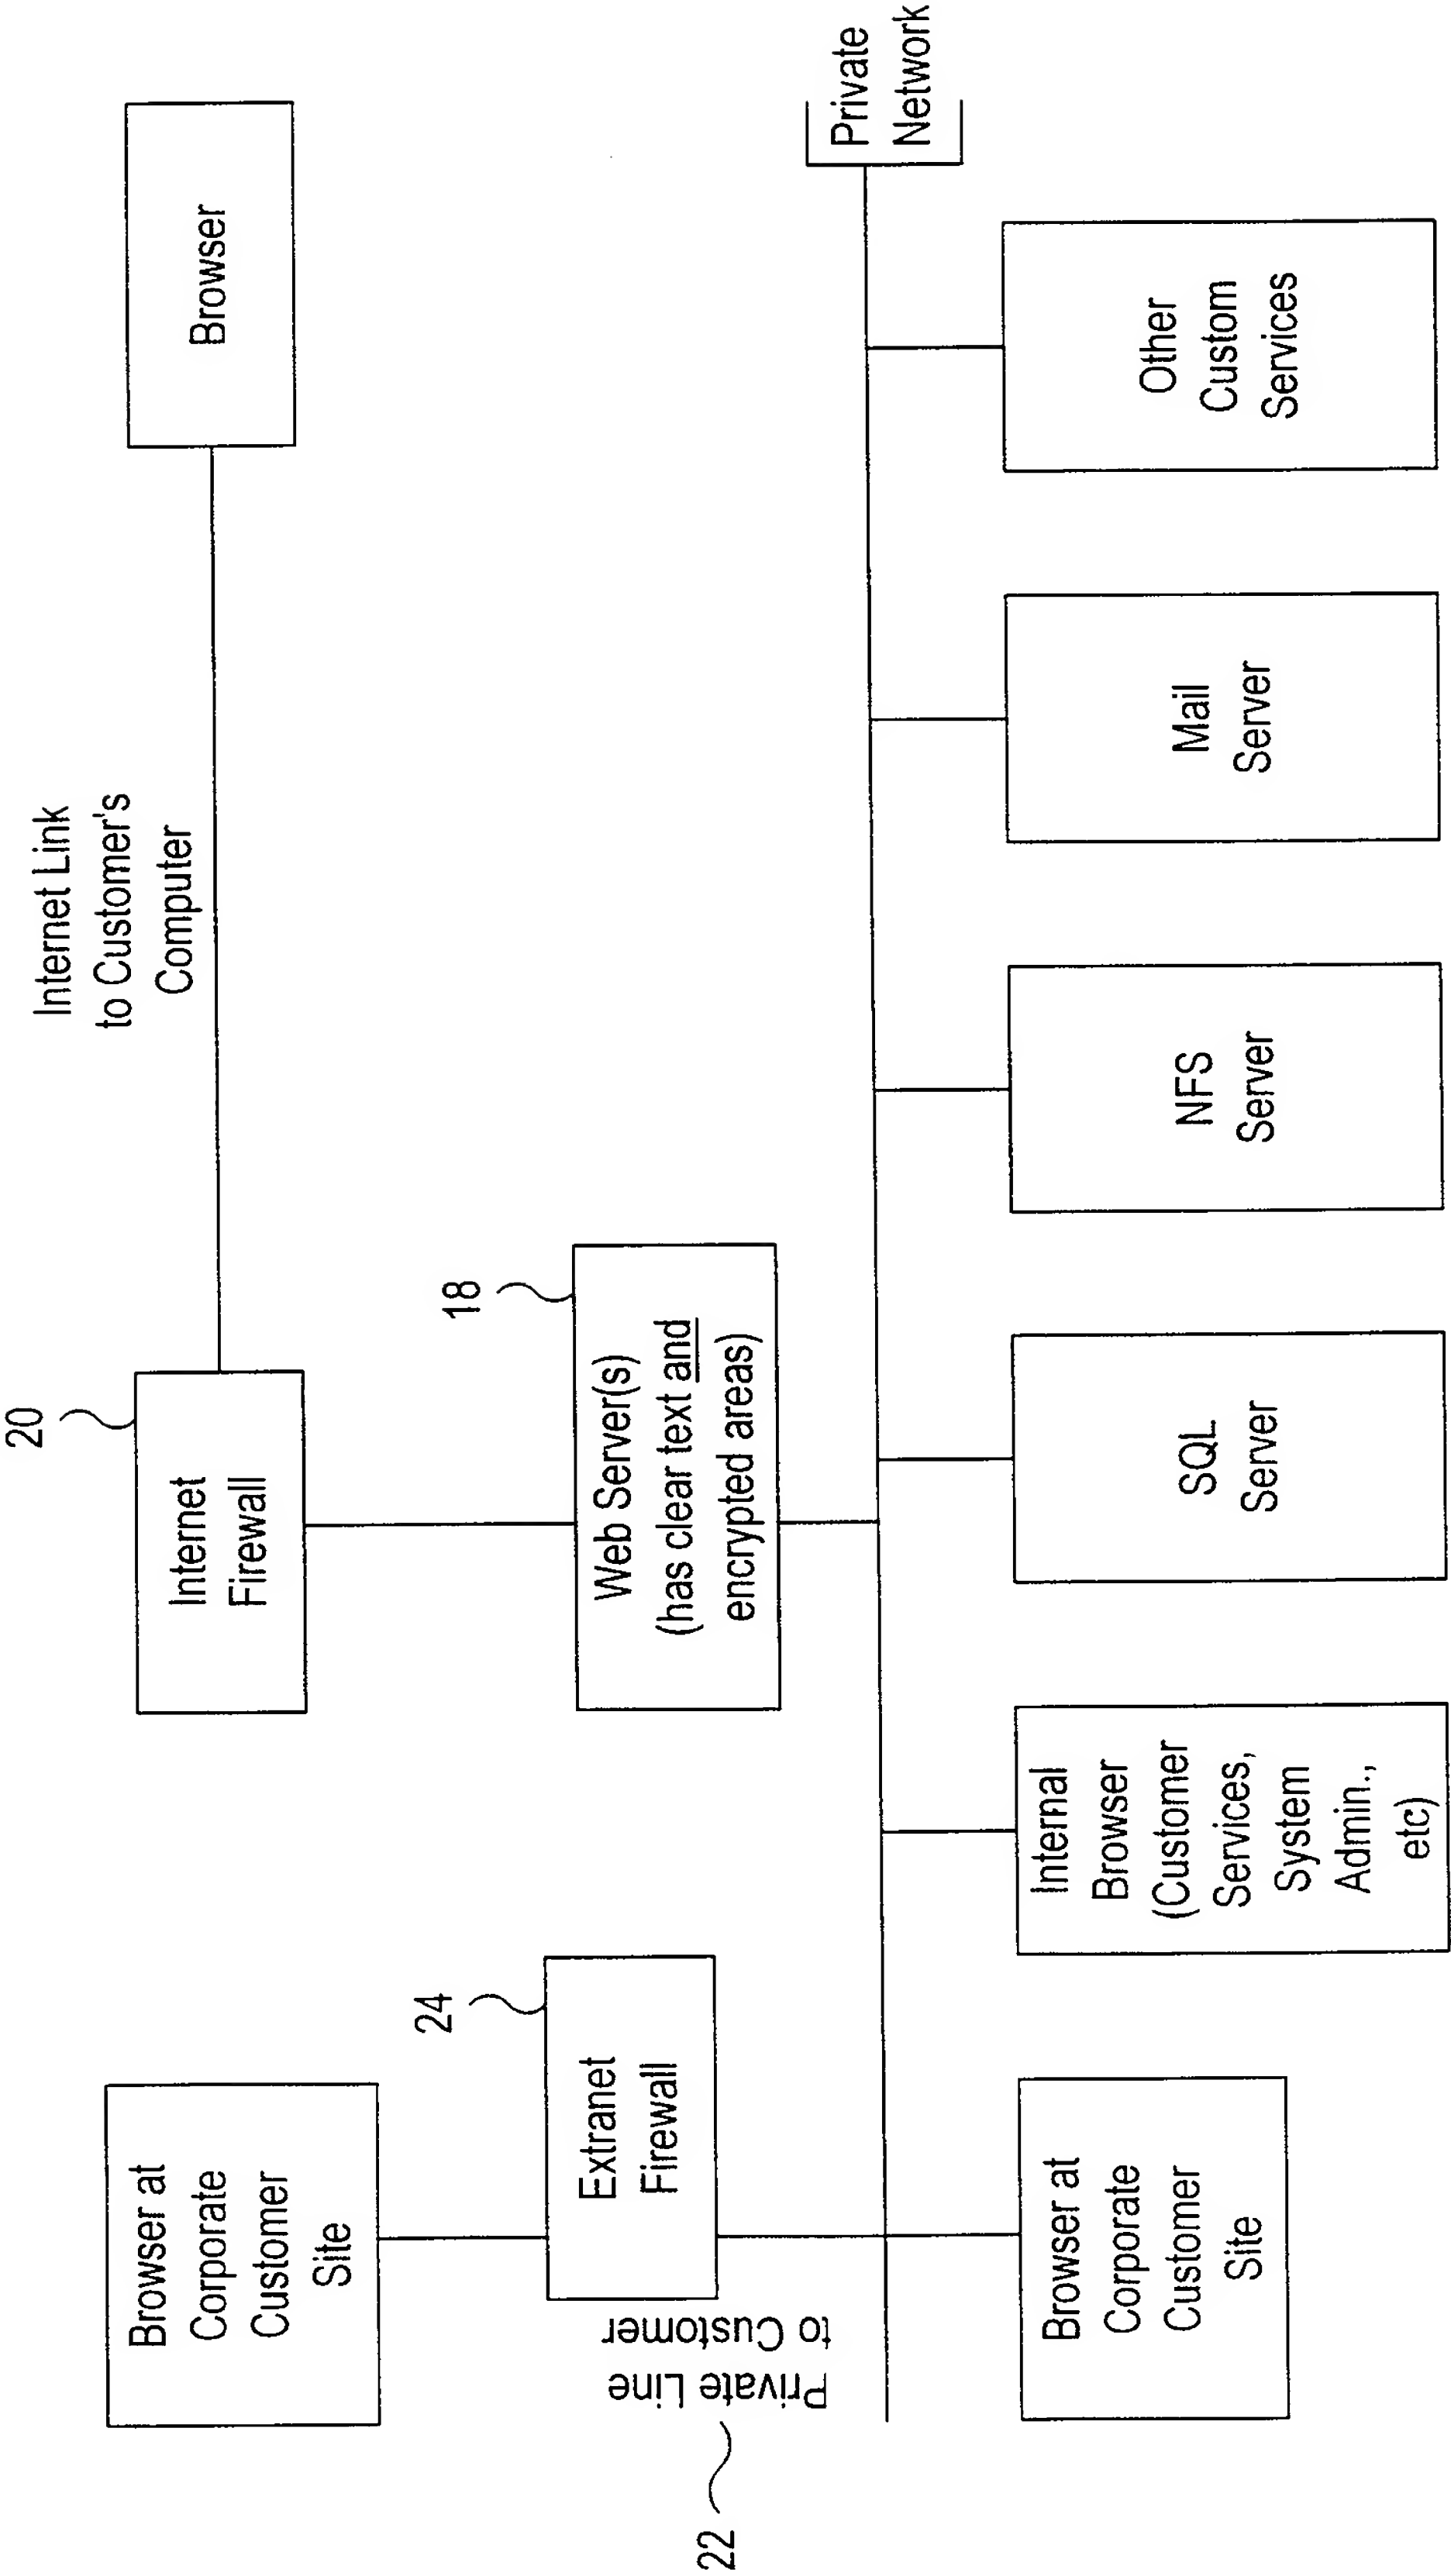 Browser at
Corporate
Customer
Site
20
Internet
Firewall
Internet Link
to Customer's
Computer
Browser
24
Extranet
Firewall
18
Web Server(s)
(has clear text and
encrypted areas)
22
Private Line
to Customer
Private
Network
Browser at
Corporate
Customer
Site
Internal
Browser
(Customer
Services,
System
Admin.,
etc)
SQL
Server
NFS
Server
Mail
Server
Other
Custom
Services